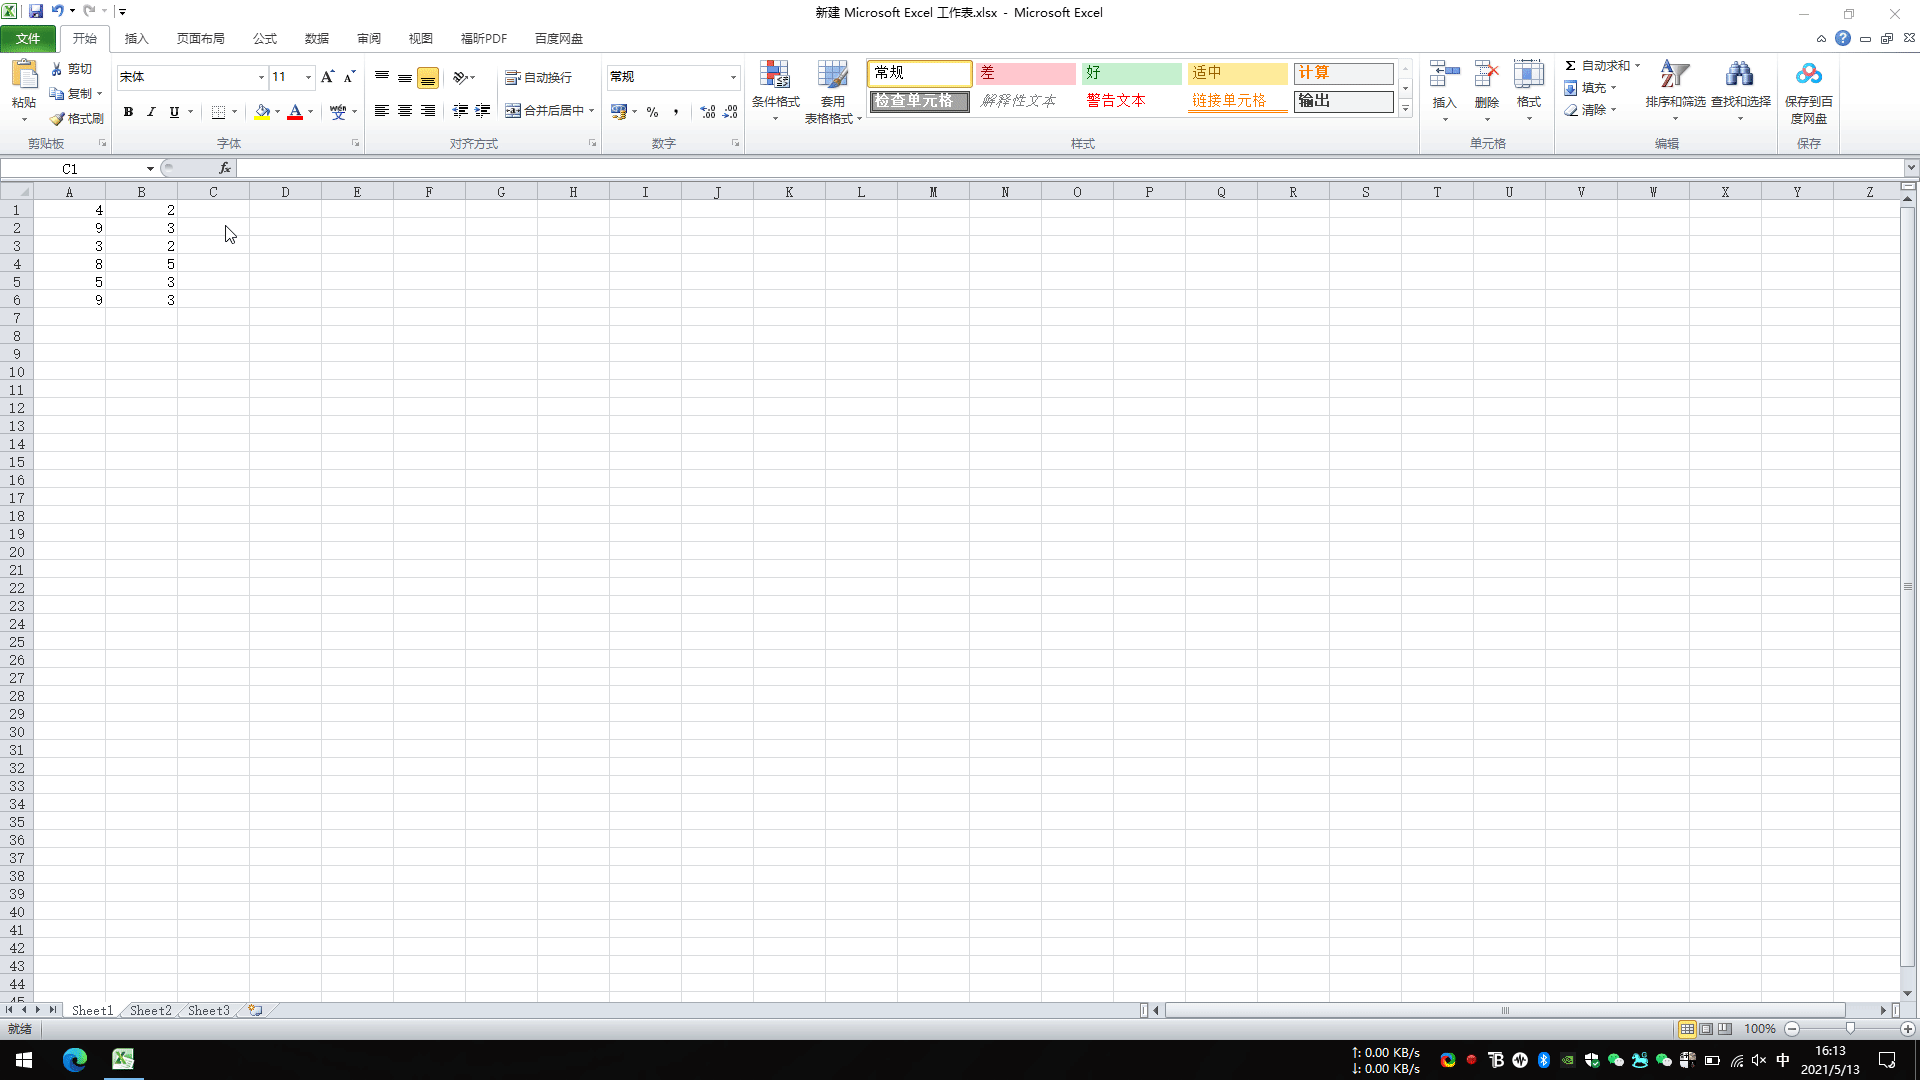 新建 Microsoft Excel 工作表.xlsx - Microsoft Excel
文件 开始 插入 页面布局 公式 数据 审阅 视图 福昕PDF 百度网盘
粘贴 剪切 复制 格式刷 剪贴板
宋体 11 B I U wén 字体
自动换行 合并后居中 对齐方式
常规 % , .00 .00 数字
条件格式 套用表格格式
常规 差 好 适中 计算
检查单元格 解释性文本 警告文本 链接单元格 输出
样式
插入 删除 格式 单元格
Σ 自动求和 填充 清除 排序和筛选 查找和选择 编辑
保存到百度网盘 保存
C1 fx
A B C D E F G H I J K L M N O P Q R S T U V W X Y Z
1 4 2
2 9 3
3 3 2
4 8 5
5 5 3
6 9 3
7
8
9
10
11
12
13
14
15
16
17
18
19
20
21
22
23
24
25
26
27
28
29
30
31
32
33
34
35
36
37
38
39
40
41
42
43
44
45
Sheet1 Sheet2 Sheet3
就绪 100%
↑: 0.00 KB/s
↓: 0.00 KB/s
中
16:13
2021/5/13